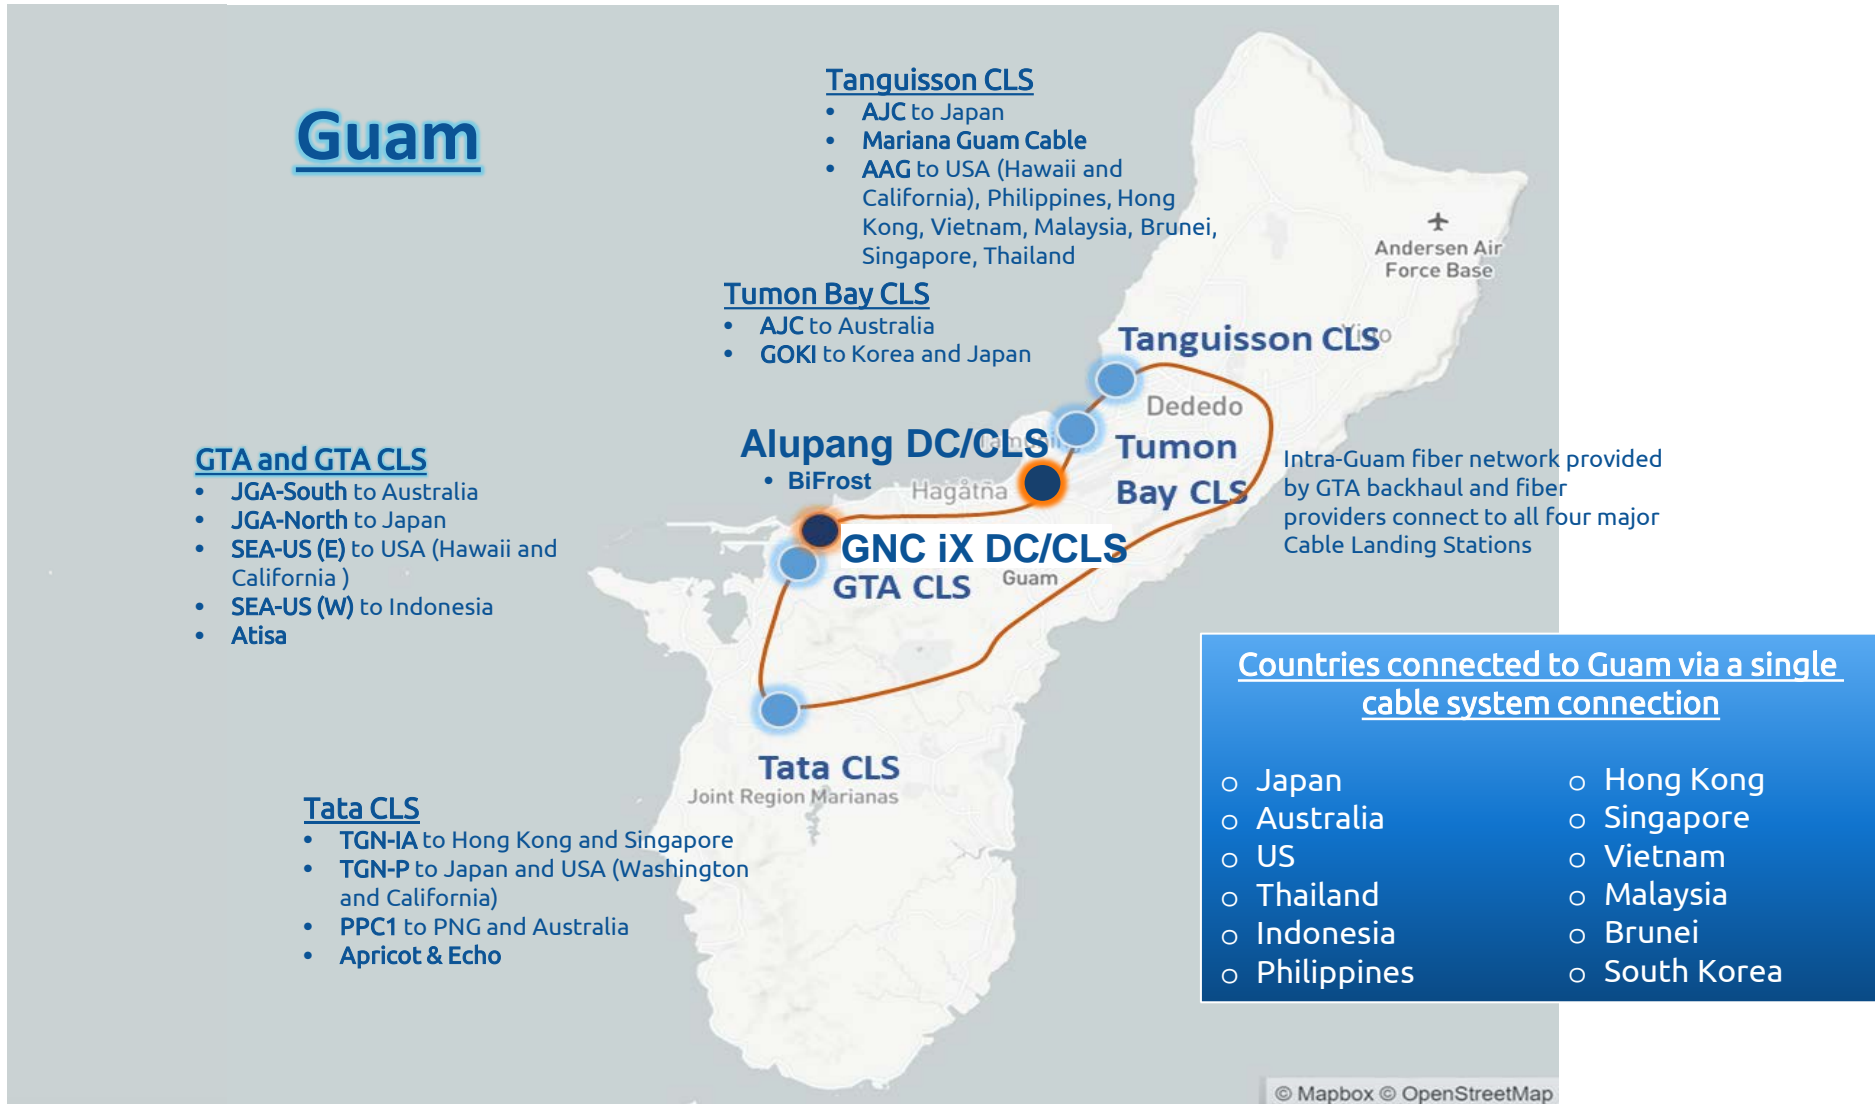 Guam
Tanguisson CLS
• AJC to Japan
• Mariana Guam Cable
• AAG to USA (Hawaii and
California), Philippines, Hong
Kong, Vietnam, Malaysia, Brunei,
Singapore, Thailand
Tumon Bay CLS
• AJC to Australia
• GOKI to Korea and Japan
Andersen Air
Force Base
Tanguisson CLS
Dededo
Alupang DC/CLS
• BiFrost
Tumon
Bay CLS
Hagåtña
GTA and GTA CLS
• JGA-South to Australia
• JGA-North to Japan
• SEA-US (E) to USA (Hawaii and
California )
• SEA-US (W) to Indonesia
• Atisa
Intra-Guam fiber network provided
by GTA backhaul and fiber
providers connect to all four major
Cable Landing Stations
GNC iX DC/CLS
Guam
GTA CLS
Tata CLS
Joint Region Marianas
Tata CLS
• TGN-IA to Hong Kong and Singapore
• TGN-P to Japan and USA (Washington
and California)
• PPC1 to PNG and Australia
• Apricot & Echo
Countries connected to Guam via a single
cable system connection
○ Japan
○ Australia
○ US
○ Thailand
○ Indonesia
○ Philippines
○ Hong Kong
○ Singapore
○ Vietnam
○ Malaysia
○ Brunei
○ South Korea
© Mapbox © OpenStreetMap